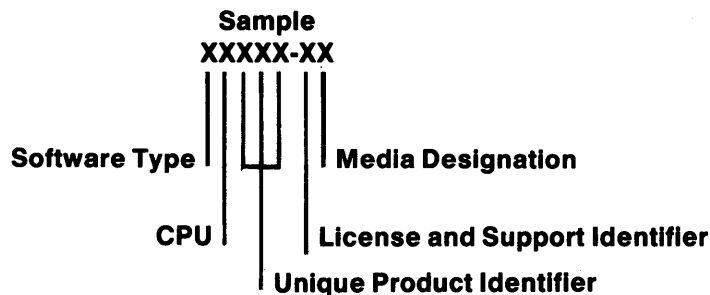 Sample
XXXXX-XX
Software Type
Media Designation
CPU
License and Support Identifier
Unique Product Identifier